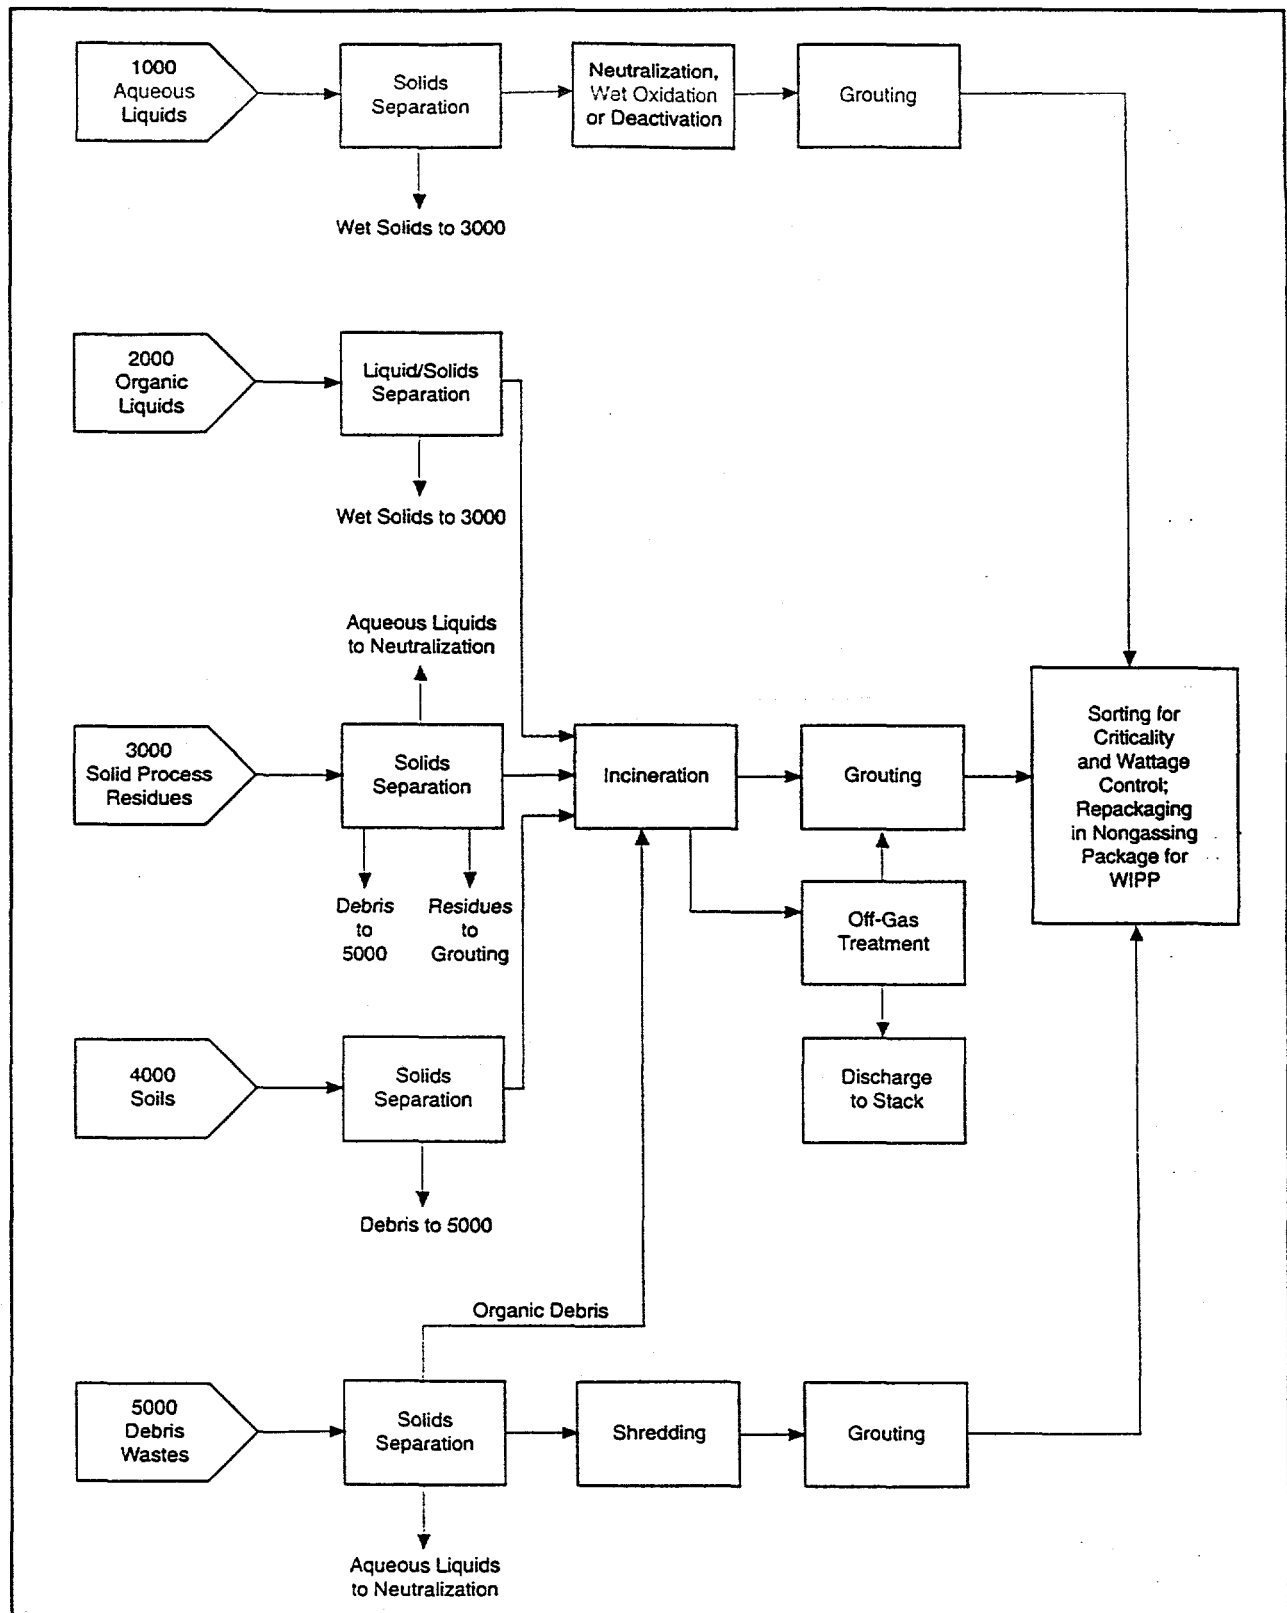 1000
Aqueous
Liquids
Solids
Separation
Neutralization,
Wet Oxidation
or Deactivation
Grouting
Wet Solids to 3000
2000
Organic
Liquids
Liquid/Solids
Separation
Wet Solids to 3000
Aqueous Liquids
to Neutralization
3000
Solid Process
Residues
Solids
Separation
Incineration
Grouting
Sorting for
Criticality
and Wattage
Control;
Repackaging
in Nongassing
Package for
WIPP
Debris
to
5000
Residues
to
Grouting
Off-Gas
Treatment
4000
Soils
Solids
Separation
Discharge
to Stack
Debris to 5000
Organic Debris
5000
Debris
Wastes
Solids
Separation
Shredding
Grouting
Aqueous Liquids
to Neutralization